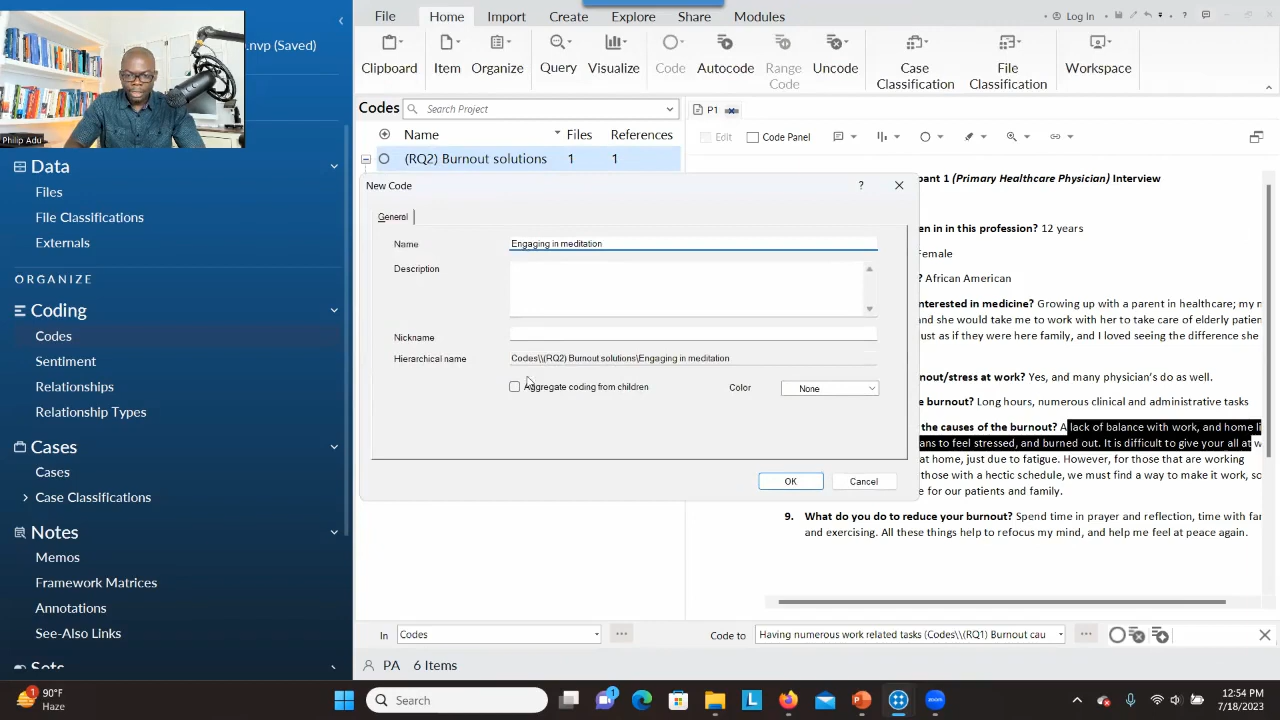 .nvp (Saved)
Philip Adu
Data
Files
File Classifications
Externals
ORGANIZE
Coding
Codes
Sentiment
Relationships
Relationship Types
Cases
Cases
Case Classifications
Notes
Memos
Framework Matrices
Annotations
See-Also Links
Sets
File Home Import Create Explore Share Modules
Log In
Clipboard Item Organize Query Visualize Code Autocode Range Code Uncode Case Classification File Classification Workspace
Codes Search Project
Name Files References
(RQ2) Burnout solutions 1 1
P1
Edit Code Panel
New Code
General
Name Engaging in meditation
Description
Nickname
Hierarchical name Codes\\(RQ2) Burnout solutions\Engaging in meditation
Aggregate coding from children Color None
OK Cancel
pant 1 (Primary Healthcare Physician) Interview
en in in this profession? 12 years
Female
? African American
nterested in medicine? Growing up with a parent in healthcare; my
and she would take me to work with her to take care of elderly patien
ust as if they were here family, and I loved seeing the difference she
nout/stress at work? Yes, and many physician's do as well.
e burnout? Long hours, numerous clinical and administrative tasks
the causes of the burnout? A lack of balance with work, and home li
ans to feel stressed, and burned out. It is difficult to give your all at w
at home, just due to fatigue. However, for those that are working
those with a hectic schedule, we must find a way to make it work, so
e for our patients and family.
9. What do you do to reduce your burnout? Spend time in prayer and reflection, time with fam
and exercising. All these things help to refocus my mind, and help me feel at peace again.
In Codes
Code to Having numerous work related tasks (Codes\\(RQ1) Burnout cau
PA 6 Items
1
90°F
Haze
Search
1
12:54 PM
7/18/2023